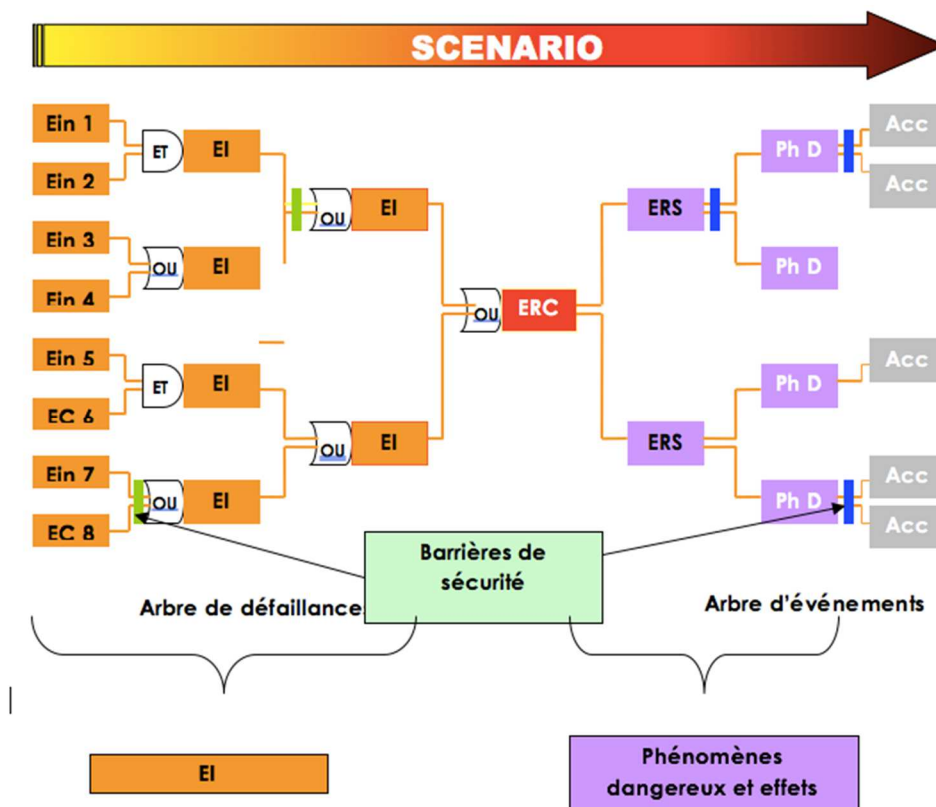 SCENARIO
Ein 1
Ein 2
Ein 3
Ein 4
Ein 5
EC 6
Ein 7
EC 8
ET
OU
ET
OU
EI
EI
EI
EI
OU
EI
OU
EI
OU
ERC
ERS
ERS
Ph D
Ph D
Ph D
Ph D
Acc
Acc
Acc
Acc
Acc
Barrières de
sécurité
Arbre de défaillances
Arbre d'événements
EI
Phénomènes
dangereux et effets